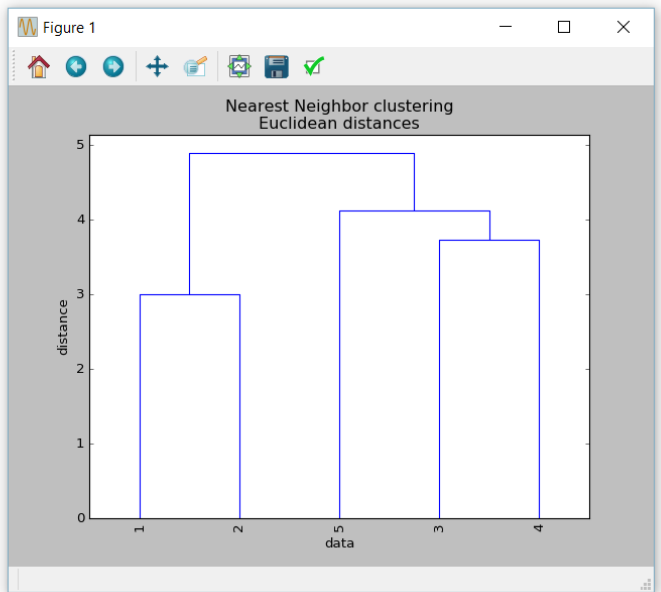 Figure 1
Nearest Neighbor clustering
Euclidean distances
5
4
3
2
1
0
distance
1 2 5 3 4
data